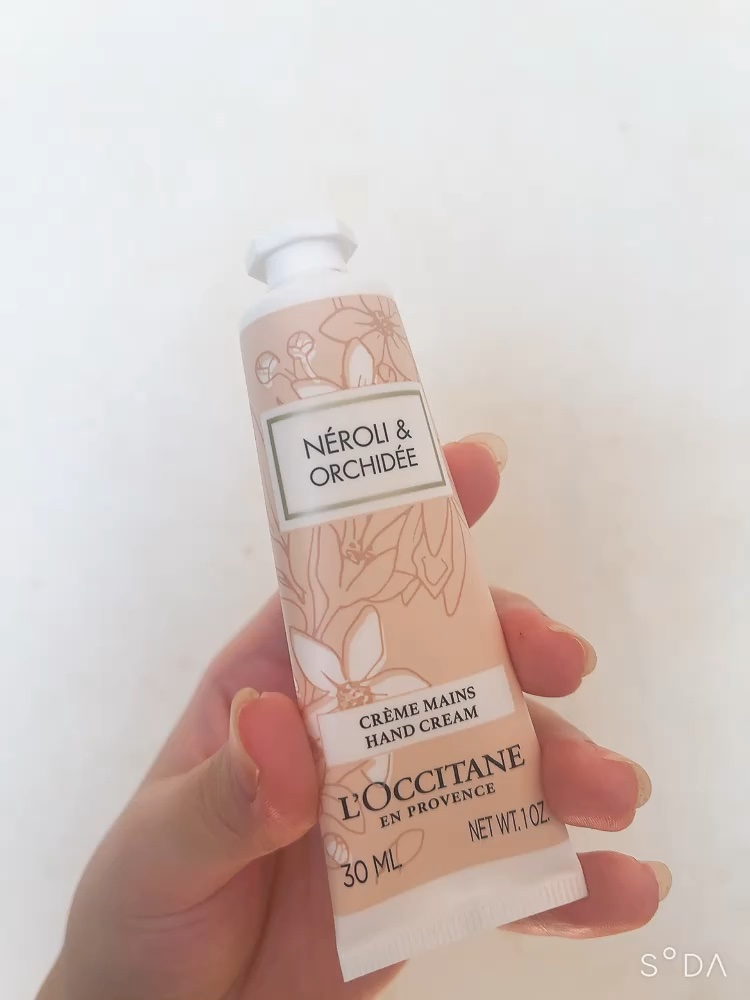 NÉROLI &
ORCHIDÉE
CRÈME MAINS
HAND CREAM
L'OCCITANE
EN PROVENCE
30 ML NET WT. 1 OZ.
S°DA